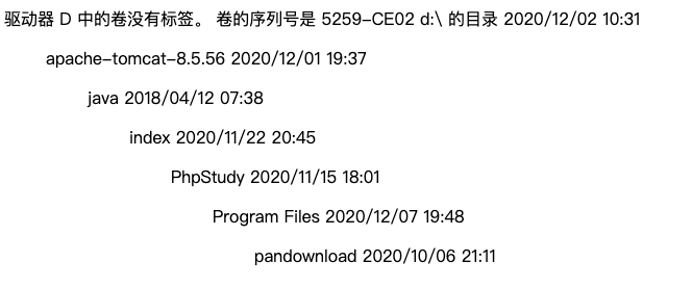 驱动器 D 中的卷没有标签。 卷的序列号是 5259-CE02 d:\ 的目录 2020/12/02 10:31
apache-tomcat-8.5.56 2020/12/01 19:37
java 2018/04/12 07:38
index 2020/11/22 20:45
PhpStudy 2020/11/15 18:01
Program Files 2020/12/07 19:48
pandownload 2020/10/06 21:11